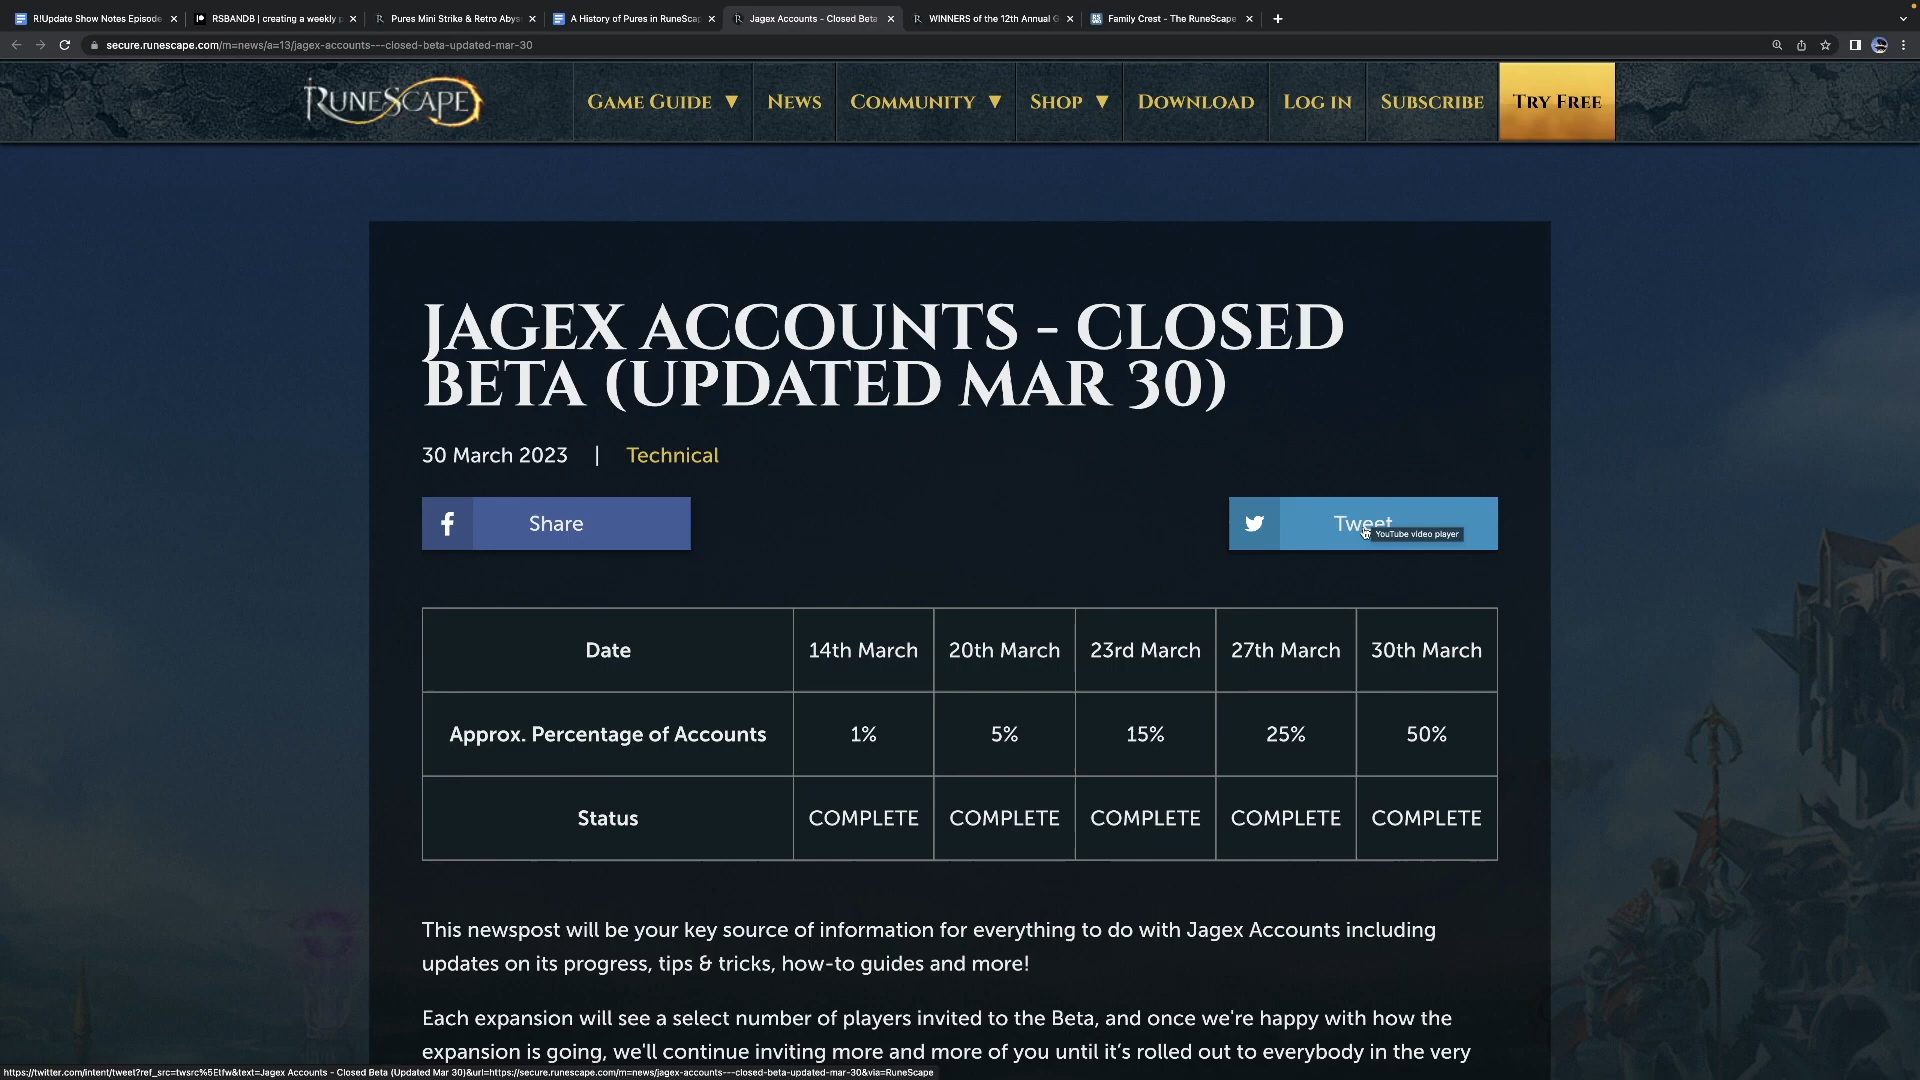 R!Update Show Notes Episode
RSBANDB | creating a weekly p
Pures Mini Strike & Retro Abys
A History of Pures in RuneScap
Jagex Accounts - Closed Beta
WINNERS of the 12th Annual G
Family Crest - The RuneScape
secure.runescape.com/m=news/a=13/jagex-accounts---closed-beta-updated-mar-30
RUNESCAPE
GAME GUIDE ▼
NEWS
COMMUNITY ▼
SHOP ▼
DOWNLOAD
LOG IN
SUBSCRIBE
TRY FREE
JAGEX ACCOUNTS - CLOSED
BETA (UPDATED MAR 30)
30 March 2023 | Technical
Share
Tweet
YouTube video player
Date 14th March 20th March 23rd March 27th March 30th March
Approx. Percentage of Accounts 1% 5% 15% 25% 50%
Status COMPLETE COMPLETE COMPLETE COMPLETE COMPLETE
This newspost will be your key source of information for everything to do with Jagex Accounts including
updates on its progress, tips & tricks, how-to guides and more!
Each expansion will see a select number of players invited to the Beta, and once we're happy with how the
expansion is going, we'll continue inviting more and more of you until it's rolled out to everybody in the very
https://twitter.com/intent/tweet?ref_src=twsrc%5Etfw&text=Jagex Accounts - Closed Beta (Updated Mar 30)&url=https://secure.runescape.com/m=news/jagex-accounts---closed-beta-updated-mar-30&via=RuneScape